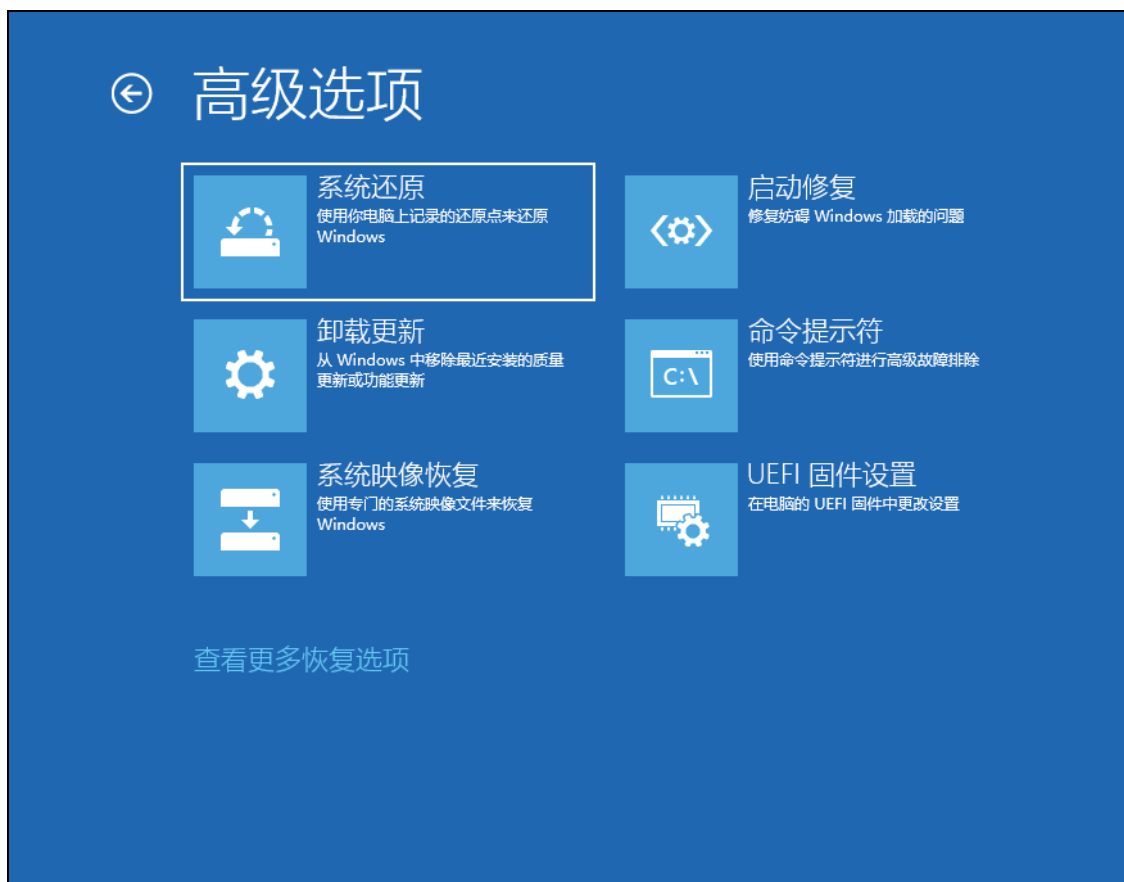 高级选项
系统还原
使用你电脑上记录的还原点来还原
Windows
启动修复
修复妨碍 Windows 加载的问题
卸载更新
从 Windows 中移除最近安装的质量
更新或功能更新
命令提示符
使用命令提示符进行高级故障排除
C:\
系统映像恢复
使用专门的系统映像文件来恢复
Windows
UEFI 固件设置
在电脑的 UEFI 固件中更改设置
查看更多恢复选项